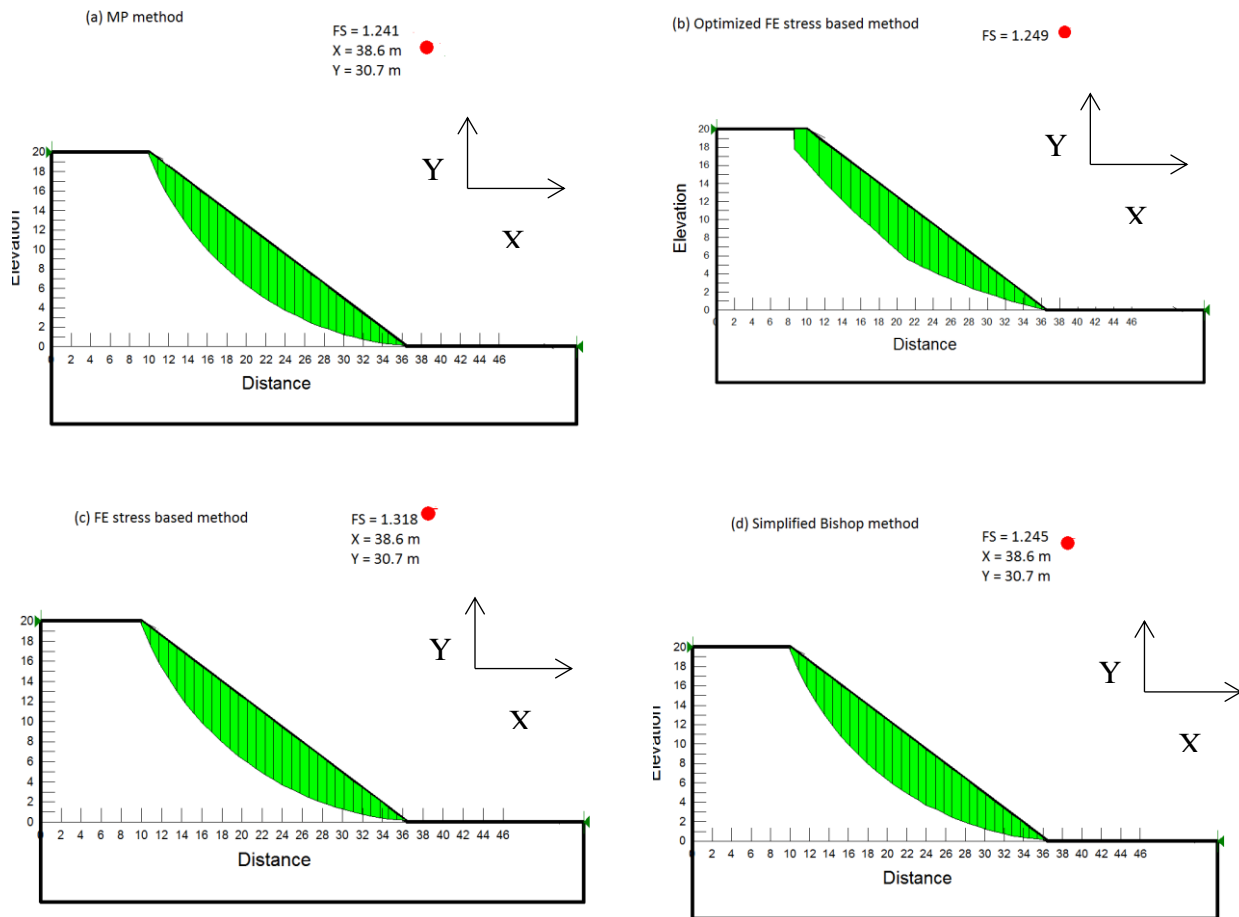 (a) MP method
FS = 1.241
X = 38.6 m
Y = 30.7 m
Y
X
20
18
16
14
12
10
8
6
4
2
0
Elevation
0 2 4 6 8 10 12 14 16 18 20 22 24 26 28 30 32 34 36 38 40 42 44 46
Distance
(b) Optimized FE stress based method
FS = 1.249
Y
X
20
18
16
14
12
10
8
6
4
2
0
Elevation
0 2 4 6 8 10 12 14 16 18 20 22 24 26 28 30 32 34 36 38 40 42 44 46
Distance
(c) FE stress based method
FS = 1.318
X = 38.6 m
Y = 30.7 m
Y
X
20
18
16
14
12
10
8
6
4
2
0
Elevation
0 2 4 6 8 10 12 14 16 18 20 22 24 26 28 30 32 34 36 38 40 42 44 46
Distance
(d) Simplified Bishop method
FS = 1.245
X = 38.6 m
Y = 30.7 m
Y
X
20
18
16
14
12
10
8
6
4
2
0
Elevation
0 2 4 6 8 10 12 14 16 18 20 22 24 26 28 30 32 34 36 38 40 42 44 46
Distance